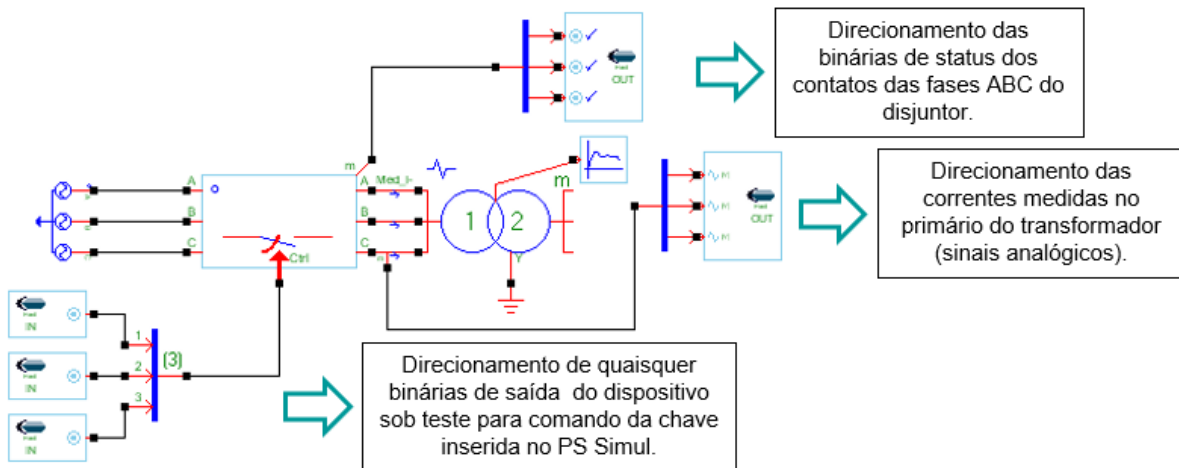 OUT
Direcionamento das
binárias de status dos
contatos das fases ABC do
disjuntor.
m
A
B
C
A
B
C
Med_I-
Ctrl
1
2
Y
m
OUT
Direcionamento das
correntes medidas no
primário do transformador
(sinais analógicos).
IN
IN
IN
1
2
3
(3)
Direcionamento de quaisquer
binárias de saída do dispositivo
sob teste para comando da chave
inserida no PS Simul.